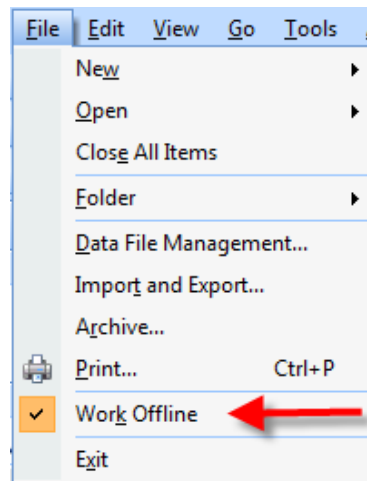 File Edit View Go Tools
New
Open
Close All Items
Folder
Data File Management...
Import and Export...
Archive...
Print... Ctrl+P
Work Offline
Exit